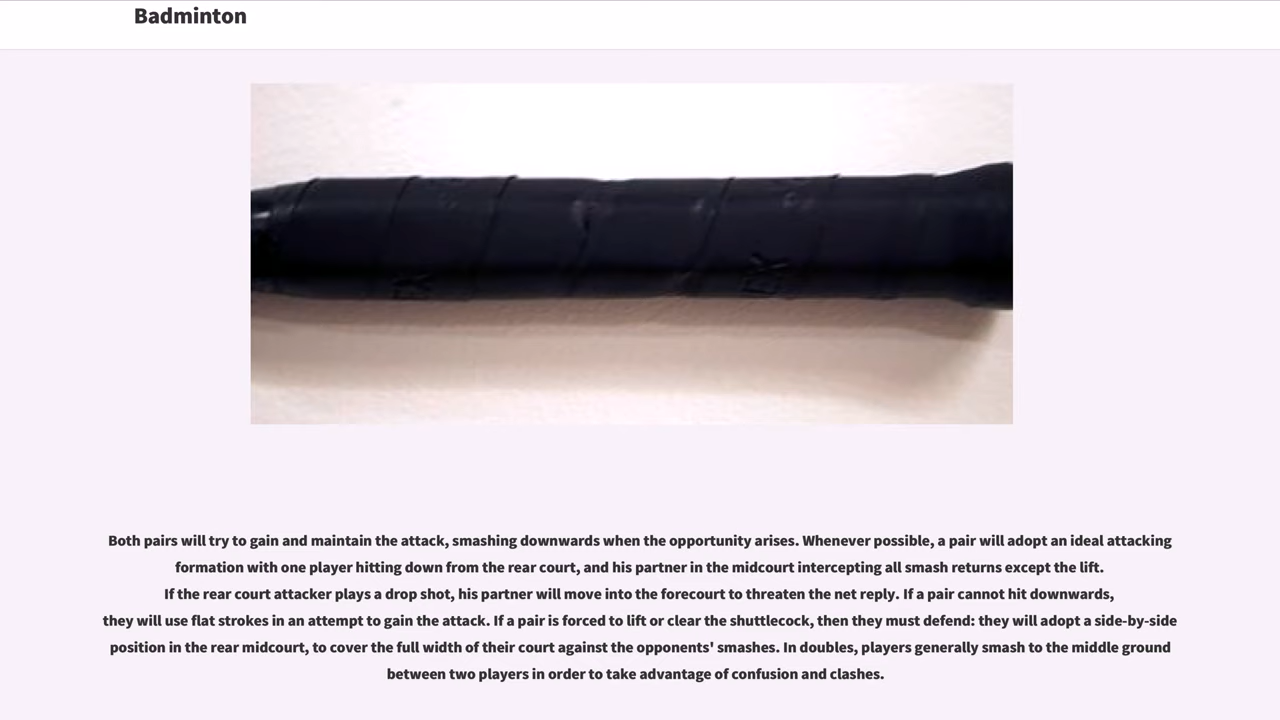 Badminton
EX
EX
Both pairs will try to gain and maintain the attack, smashing downwards when the opportunity arises. Whenever possible, a pair will adopt an ideal attacking
formation with one player hitting down from the rear court, and his partner in the midcourt intercepting all smash returns except the lift.
If the rear court attacker plays a drop shot, his partner will move into the forecourt to threaten the net reply. If a pair cannot hit downwards,
they will use flat strokes in an attempt to gain the attack. If a pair is forced to lift or clear the shuttlecock, then they must defend: they will adopt a side-by-side
position in the rear midcourt, to cover the full width of their court against the opponents' smashes. In doubles, players generally smash to the middle ground
between two players in order to take advantage of confusion and clashes.